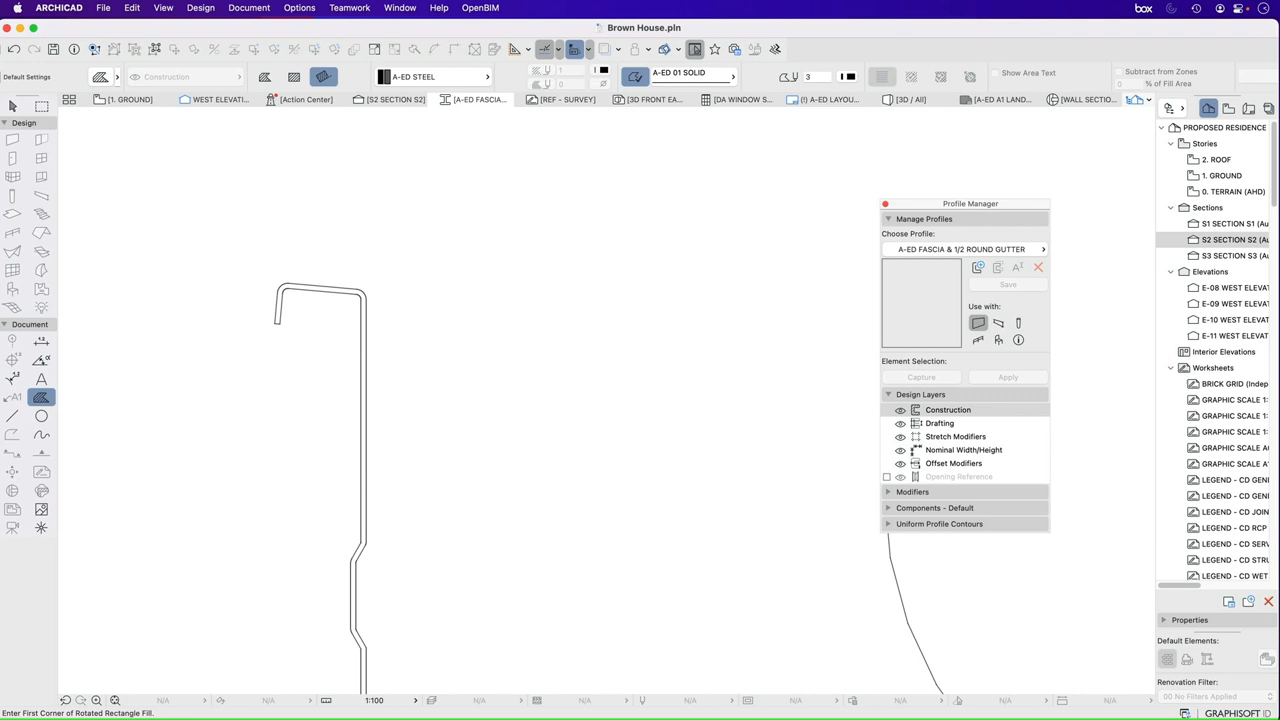 ARCHICAD File Edit View Design Document Options Teamwork Window Help OpenBIM
box
Brown House.pln
Default Settings
Construction
A-ED STEEL
1
0
A-ED 01 SOLID
3
Show Area Text
Subtract from Zones
0 % of Fill Area
[1. GROUND]
WEST ELEVATI...
[Action Center]
[S2 SECTION S2]
[A-ED FASCIA...
[REF - SURVEY]
[3D FRONT EA...
[DA WINDOW S...
(!) A-ED LAYOU...
[3D / All]
[A-ED A1 LAND...
[WALL SECTIO...
Design
Document
A1
Profile Manager
Manage Profiles
Choose Profile:
A-ED FASCIA & 1/2 ROUND GUTTER
Save
Use with:
Element Selection:
Capture
Apply
Design Layers
Construction
Drafting
Stretch Modifiers
Nominal Width/Height
Offset Modifiers
Opening Reference
Modifiers
Components - Default
Uniform Profile Contours
PROPOSED RESIDENCE
Stories
2. ROOF
1. GROUND
0. TERRAIN (AHD)
Sections
S1 SECTION S1 (Au
S2 SECTION S2 (Au
S3 SECTION S3 (Au
Elevations
E-08 WEST ELEVAT
E-09 WEST ELEVAT
E-10 WEST ELEVAT
E-11 WEST ELEVAT
Interior Elevations
Worksheets
BRICK GRID (Indep
GRAPHIC SCALE 1:
GRAPHIC SCALE 1:
GRAPHIC SCALE 1:
GRAPHIC SCALE AC
GRAPHIC SCALE A'
LEGEND - CD GENE
LEGEND - CD GENE
LEGEND - CD JOIN
LEGEND - CD RCP
LEGEND - CD SERV
LEGEND - CD STRU
LEGEND - CD WET
Properties
Default Elements:
Renovation Filter:
00 No Filters Applied
N/A
N/A
1:100
N/A
N/A
N/A
N/A
N/A
N/A
N/A
Enter First Corner of Rotated Rectangle Fill.
GRAPHISOFT ID